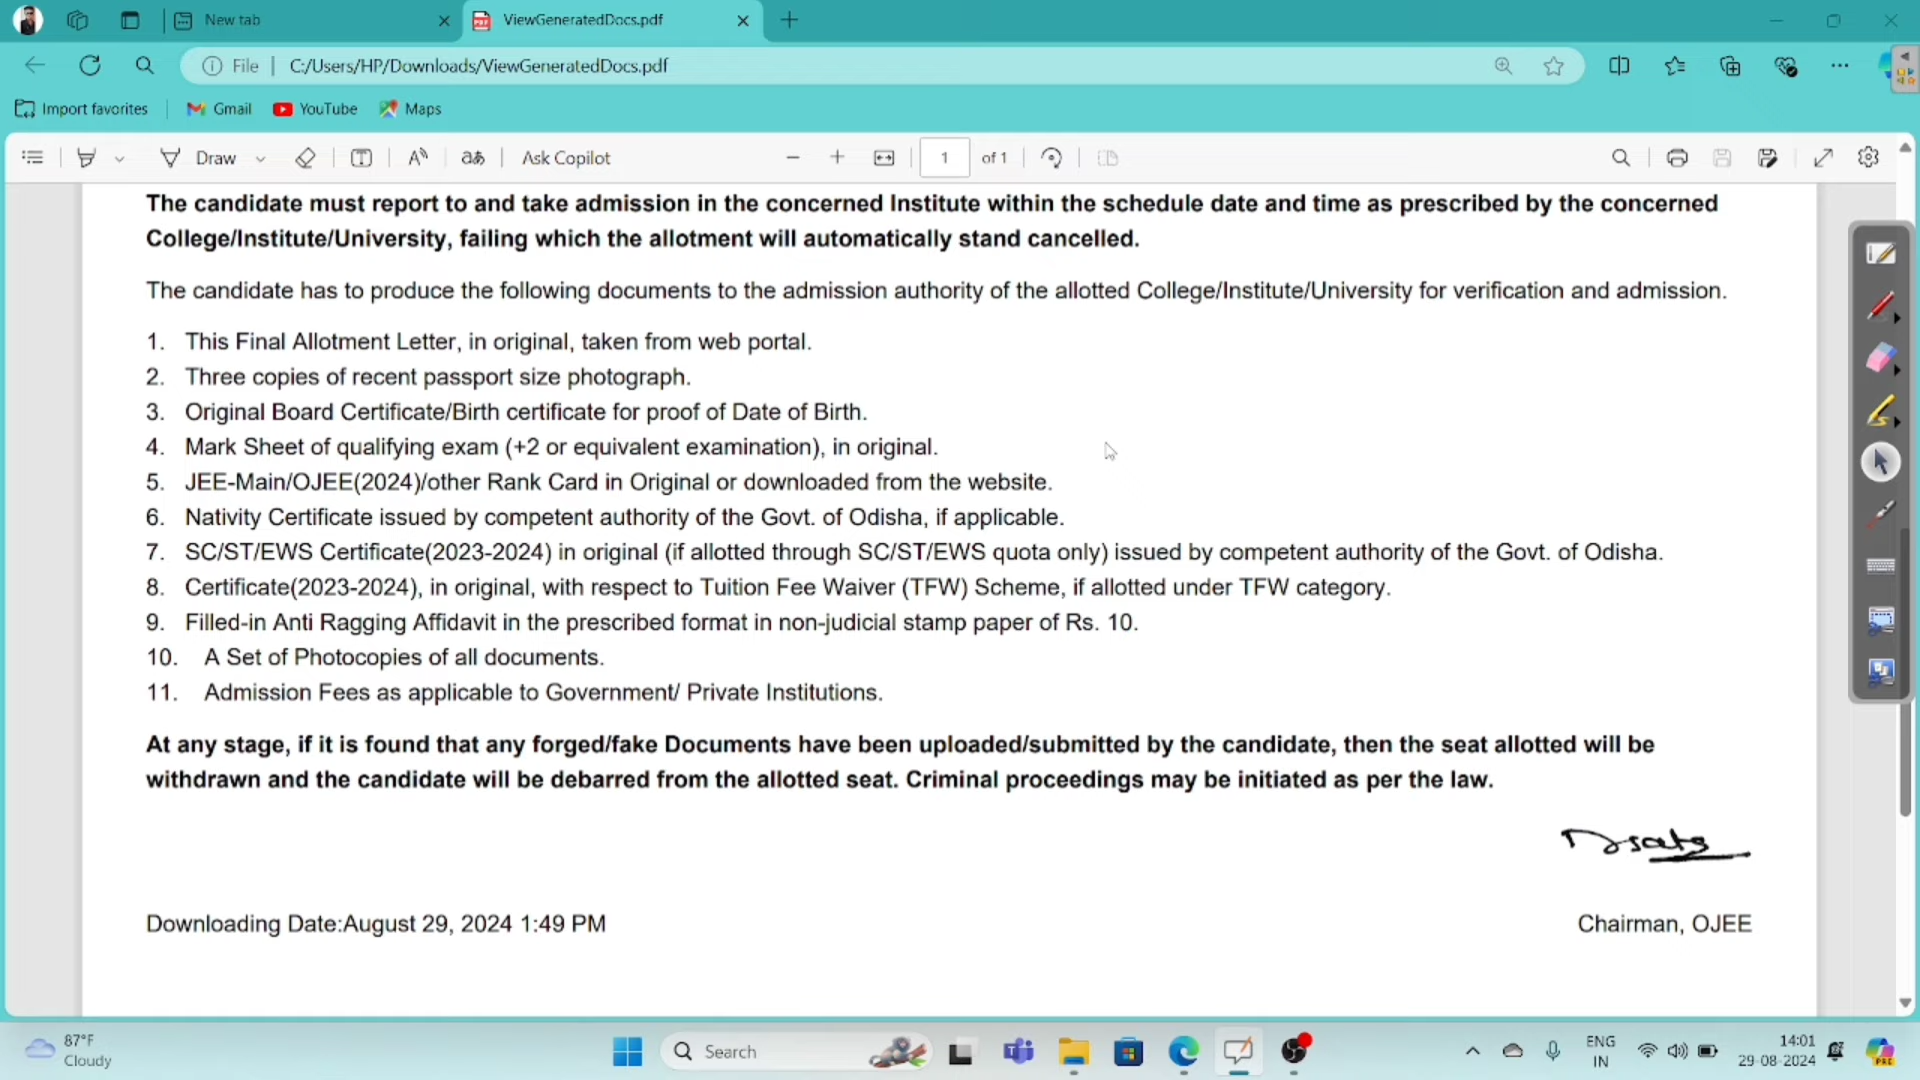 New tab
ViewGeneratedDocs.pdf
File
C:/Users/HP/Downloads/ViewGeneratedDocs.pdf
Import favorites
Gmail
YouTube
Maps
Draw
Ask Copilot
1 of 1
The candidate must report to and take admission in the concerned Institute within the schedule date and time as prescribed by the concerned
College/Institute/University, failing which the allotment will automatically stand cancelled.
The candidate has to produce the following documents to the admission authority of the allotted College/Institute/University for verification and admission.
1. This Final Allotment Letter, in original, taken from web portal.
2. Three copies of recent passport size photograph.
3. Original Board Certificate/Birth certificate for proof of Date of Birth.
4. Mark Sheet of qualifying exam (+2 or equivalent examination), in original.
5. JEE-Main/OJEE(2024)/other Rank Card in Original or downloaded from the website.
6. Nativity Certificate issued by competent authority of the Govt. of Odisha, if applicable.
7. SC/ST/EWS Certificate(2023-2024) in original (if allotted through SC/ST/EWS quota only) issued by competent authority of the Govt. of Odisha.
8. Certificate(2023-2024), in original, with respect to Tuition Fee Waiver (TFW) Scheme, if allotted under TFW category.
9. Filled-in Anti Ragging Affidavit in the prescribed format in non-judicial stamp paper of Rs. 10.
10. A Set of Photocopies of all documents.
11. Admission Fees as applicable to Government/ Private Institutions.
At any stage, if it is found that any forged/fake Documents have been uploaded/submitted by the candidate, then the seat allotted will be
withdrawn and the candidate will be debarred from the allotted seat. Criminal proceedings may be initiated as per the law.
Downloading Date:August 29, 2024 1:49 PM
Chairman, OJEE
87°F
Cloudy
Search
ENG
IN
14:01
29-08-2024